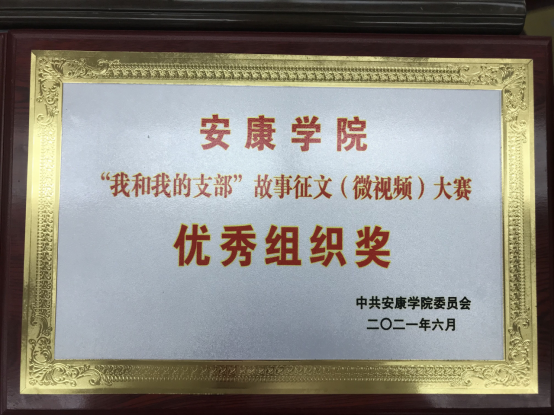 安康学院
“我和我的支部”故事征文（微视频）大赛
优秀组织奖
中共安康学院委员会
二〇二一年六月